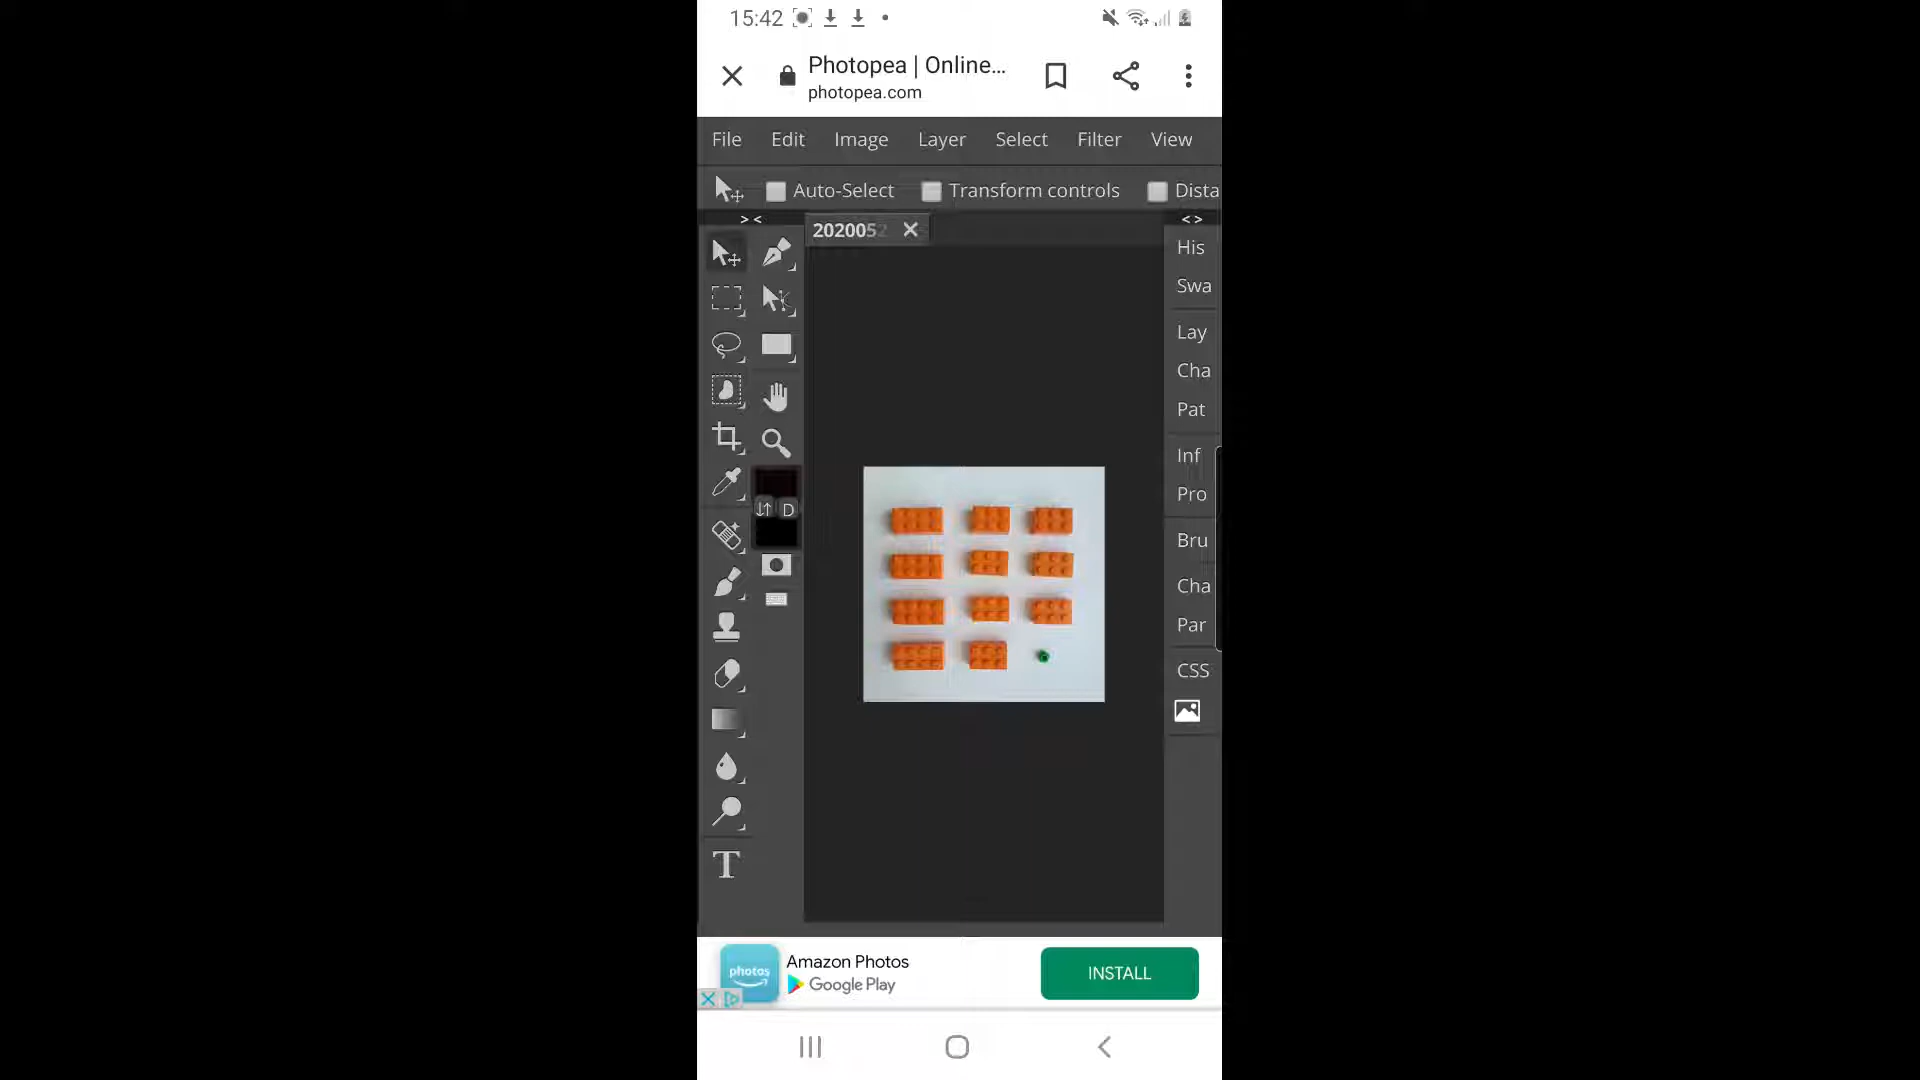 15:42
Photopea | Online...
photopea.com
File Edit Image Layer Select Filter View
Auto-Select Transform controls Dista
> < < >
2020052
His
Swa
Lay
Cha
Pat
Inf
Pro
D
Bru
Cha
Par
CSS
T
photos
Amazon Photos
Google Play
INSTALL